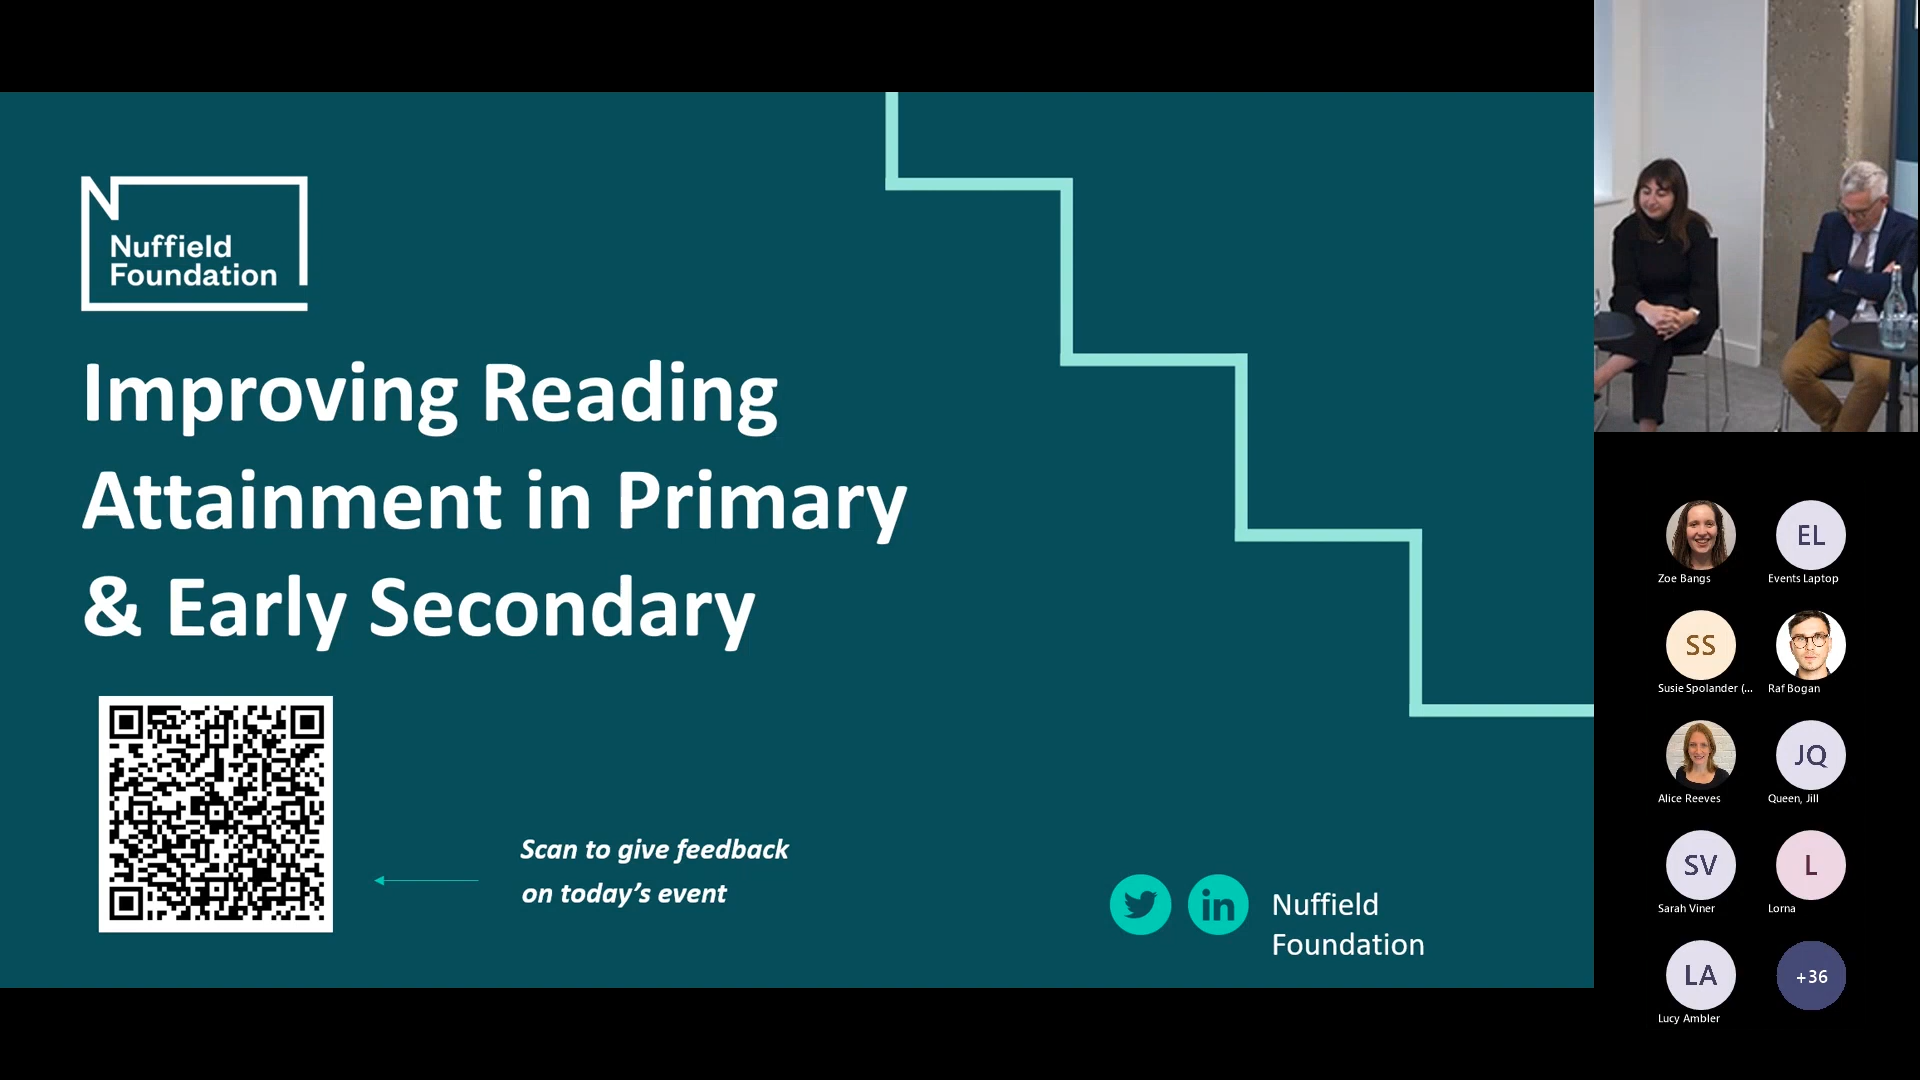 Nuffield
Foundation
Improving Reading
Attainment in Primary
& Early Secondary
Scan to give feedback
on today’s event
in
Nuffield
Foundation
Zoe Bangs
EL
Events Laptop
SS
Susie Spolander (...
Raf Bogan
Alice Reeves
JQ
Queen, Jill
SV
Sarah Viner
L
Lorna
LA
Lucy Ambler
+36